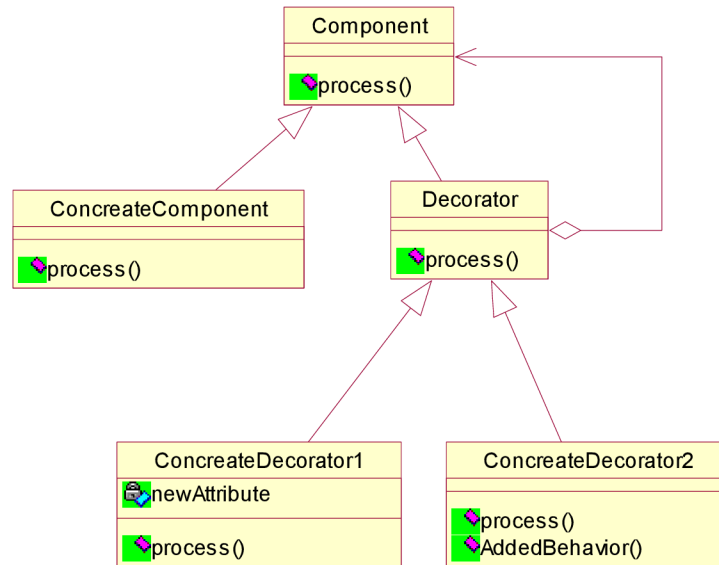 Component
process()
ConcreateComponent
process()
Decorator
process()
ConcreateDecorator1
newAttribute
process()
ConcreateDecorator2
process()
AddedBehavior()